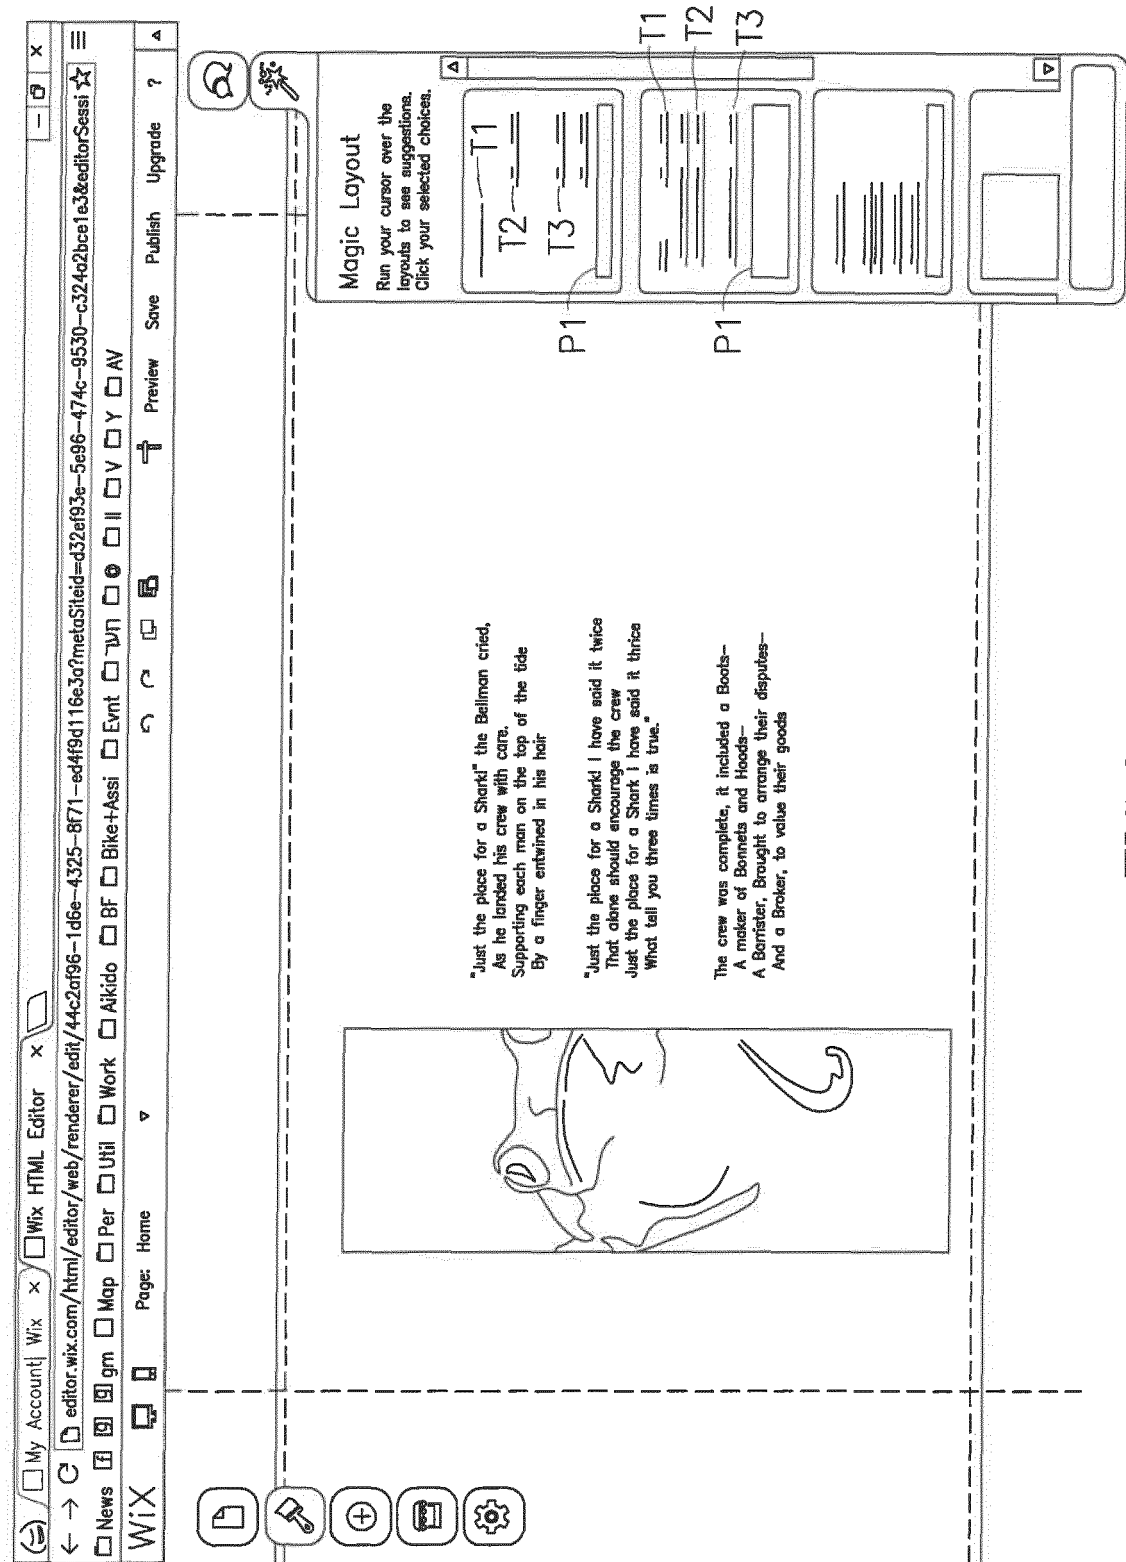 My Account| Wix × Wix HTML Editor ×
editor.wix.com/html/editor/web/renderer/edit/44c2af96-1d6e-4325-8f71-ed4f9d116e3a?metaSiteid=d32ef93e-5e96-474c-9530-c324a2bce1e3&editorSessi
News f g g gm Map Per Util Work Aikido BF Bike+Assi Evnt || V Y AV
WiX Page: Home Preview Save Publish Upgrade ?
Magic Layout
Run your cursor over the
layouts to see suggestions.
Click your selected choices.
T1
T2
T3
P1
T1
T2
T3
P1
"Just the place for a Shark!" the Bellman cried,
As he landed his crew with care.
Supporting each man on the top of the tide
By a finger entwined in his hair
"Just the place for a Shark! I have said it twice
That alone should encourage the crew
Just the place for a Shark I have said it thrice
What tell you three times is true."
The crew was complete, it included a Boots—
A maker of Bonnets and Hoods—
A Barrister, Brought to arrange their disputes—
And a Broker, to value their goods